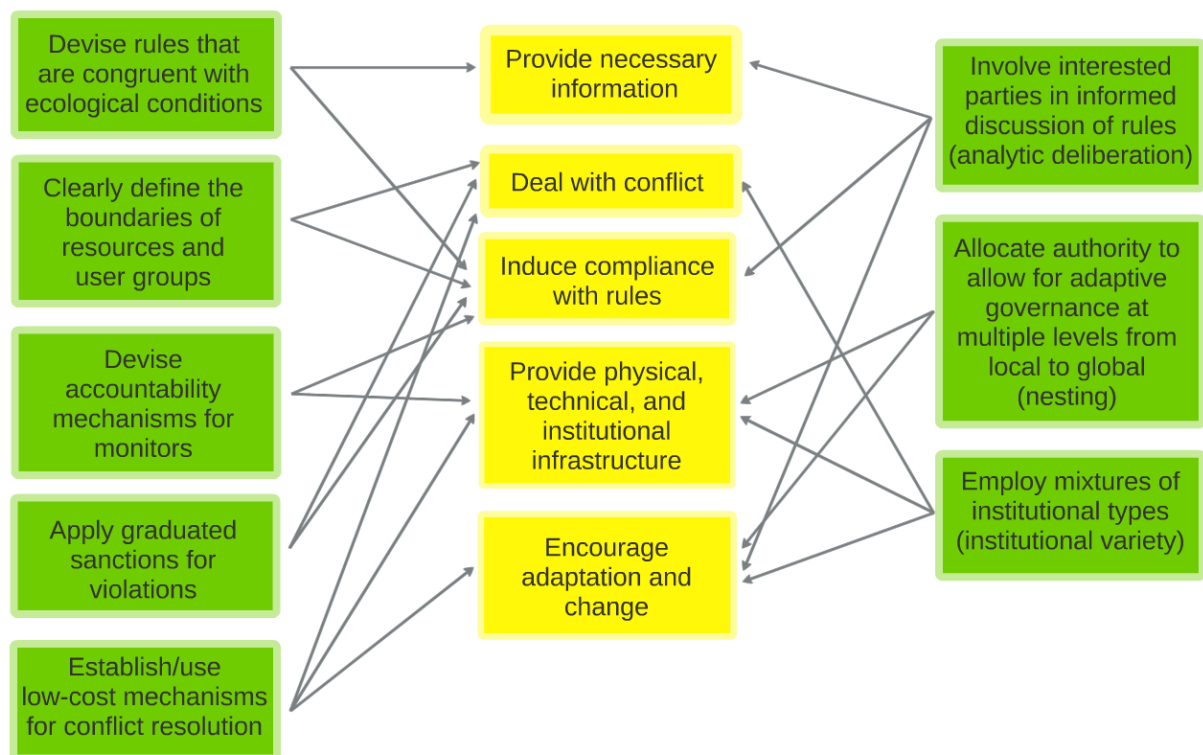 Devise rules that
are congruent with
ecological conditions
Clearly define the
boundaries of
resources and
user groups
Devise
accountability
mechanisms for
monitors
Apply graduated
sanctions for
violations
Establish/use
low-cost mechanisms
for conflict resolution
Provide necessary
information
Deal with conflict
Induce compliance
with rules
Provide physical,
technical, and
institutional
infrastructure
Encourage
adaptation and
change
Involve interested
parties in informed
discussion of rules
(analytic deliberation)
Allocate authority to
allow for adaptive
governance at
multiple levels from
local to global
(nesting)
Employ mixtures of
institutional types
(institutional variety)